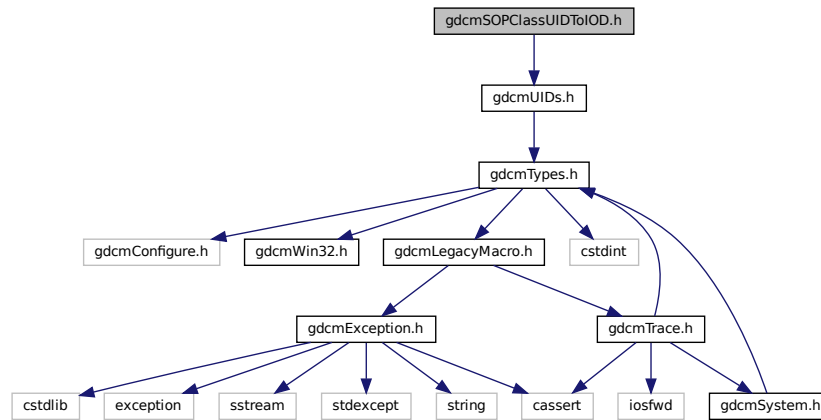 gdcmSOPClassUIDToIOD.h
gdcmUIDs.h
gdcmTypes.h
gdcmConfigure.h
gdcmWin32.h
gdcmLegacyMacro.h
cstdint
gdcmException.h
gdcmTrace.h
cstdlib
exception
sstream
stdexcept
string
cassert
iosfwd
gdcmSystem.h